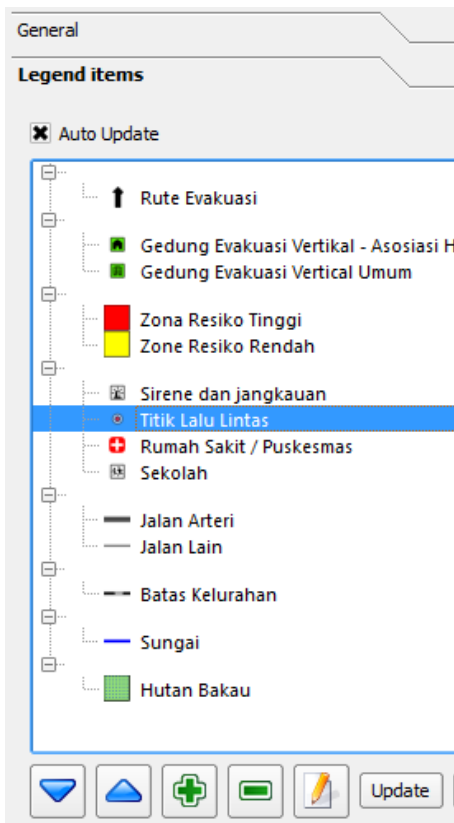 General
Legend items
Auto Update
Rute Evakuasi
Gedung Evakuasi Vertikal - Asosiasi H
Gedung Evakuasi Vertical Umum
Zona Resiko Tinggi
Zone Resiko Rendah
Sirene dan jangkauan
Titik Lalu Lintas
Rumah Sakit / Puskesmas
Sekolah
Jalan Arteri
Jalan Lain
Batas Kelurahan
Sungai
Hutan Bakau
Update